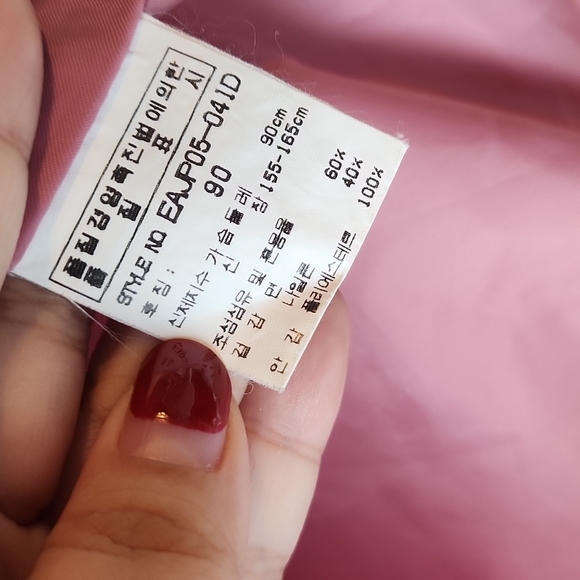 품질경영촉진법에의한
품 질 표 시
STYLE NO. EAJP05-041D
호 칭 : 90
신체치수 가 슴 둘 레 90cm
신 장 155-165cm
조성섬유 및 혼용율
겉 감 면 60%
나일론 40%
안 감 폴리에스테르 100%